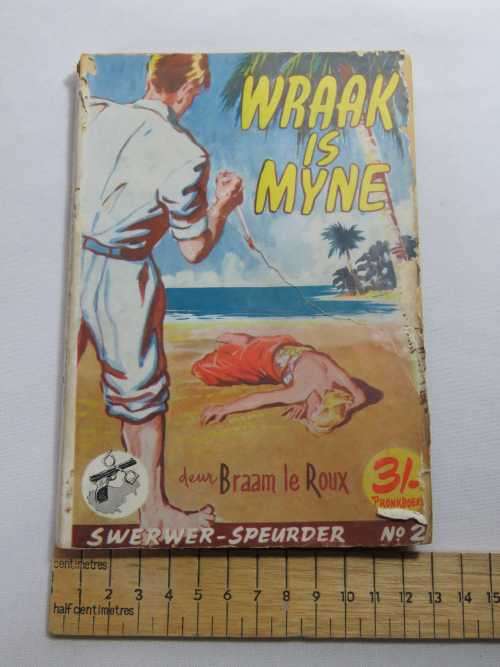 WRAAK
IS
MYNE
deur Braam le Roux
3/-
PRONKBOEK
SWERWER-SPEURDER No 2
centimetres
1 2 3 4 5 6 7 8 9 10 11 12 13 14 15
half centimetres